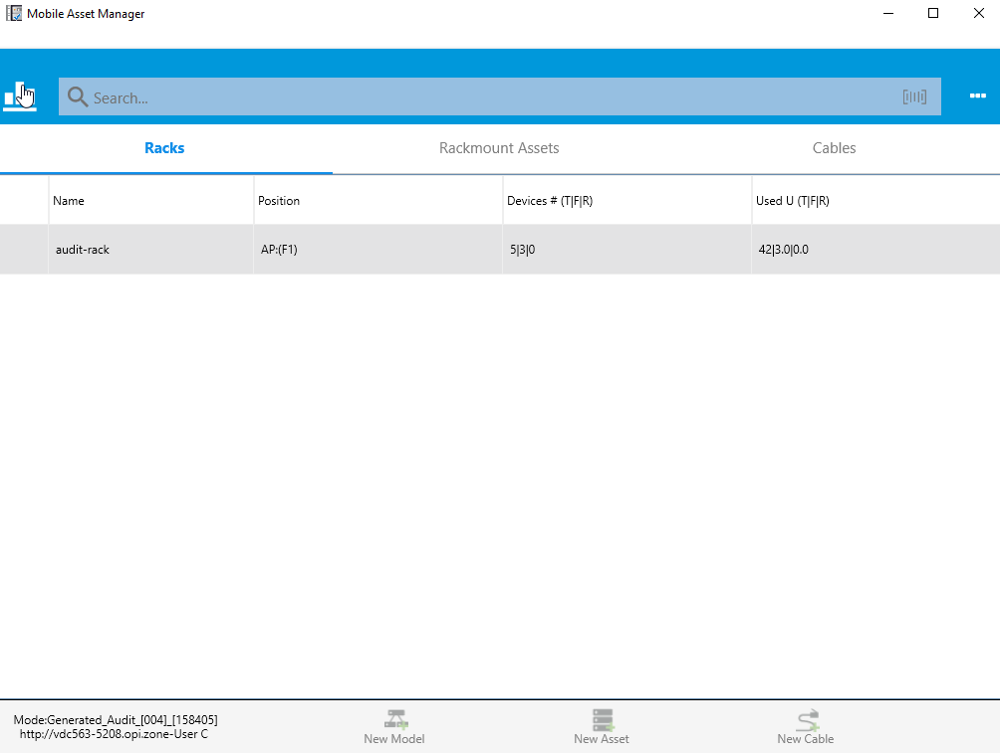 Mobile Asset Manager
Search...
Racks
Rackmount Assets
Cables
Name
Position
Devices # (T|F|R)
Used U (T|F|R)
audit-rack
AP:(F1)
5|3|0
42|3.0|0.0
Mode:Generated_Audit_[004]_[158405]
http://vdc563-5208.opi.zone-User C
New Model
New Asset
New Cable